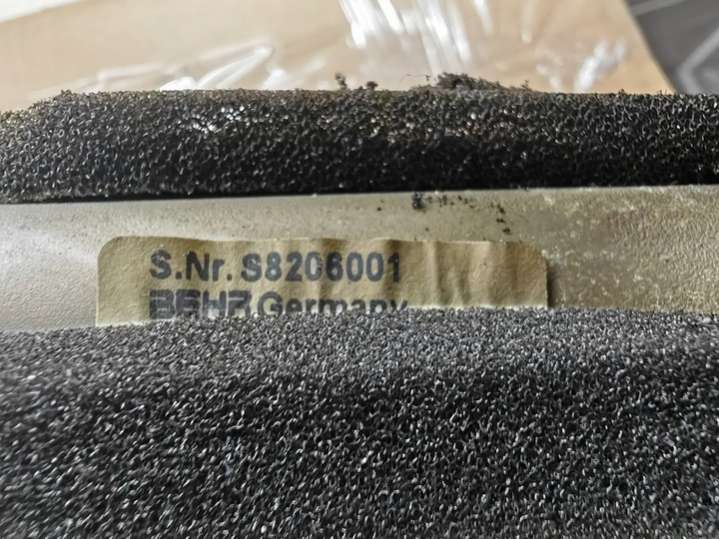 S.Nr. S8206001
BEHR Germany